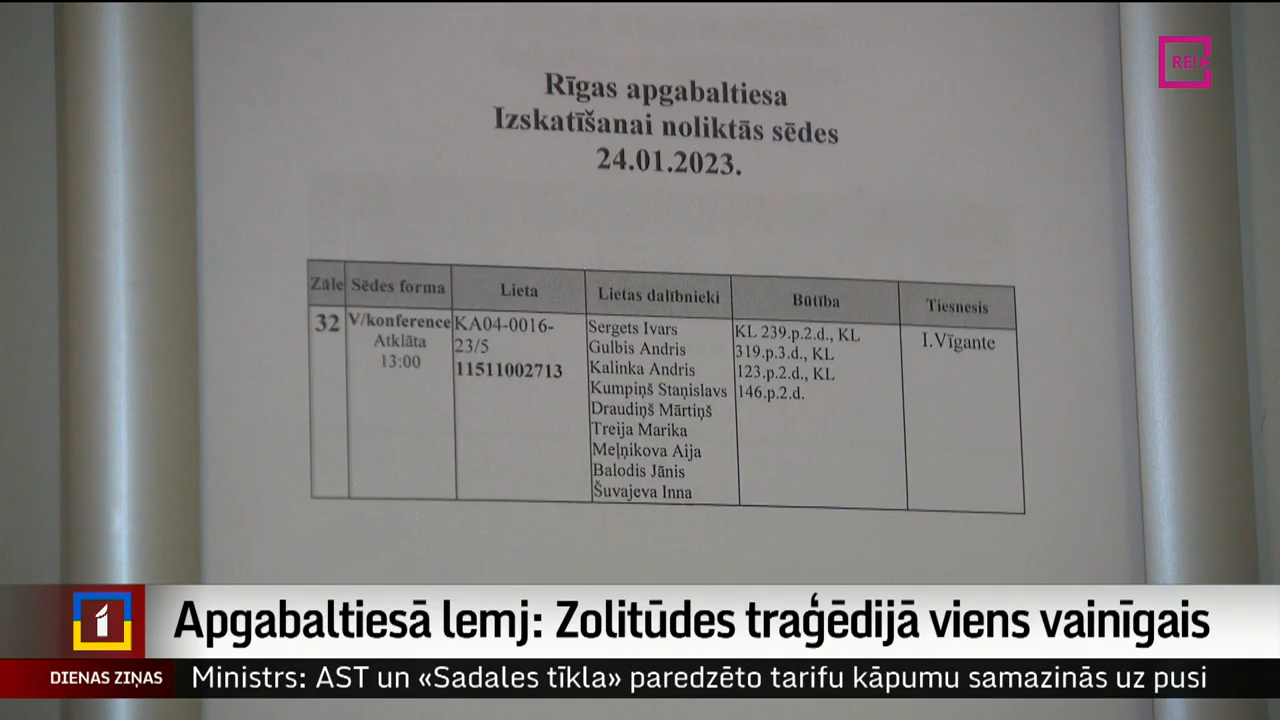 RE:
Rīgas apgabaltiesa
Izskatīšanai noliktās sēdes
24.01.2023.
Zāle Sēdes forma Lieta Lietas dalībnieki Būtība Tiesnesis
32 V/konference KA04-0016- Sergets Ivars KL 239.p.2.d., KL I.Vīgante
Atklāta 23/5 Gulbis Andris 319.p.3.d., KL
13:00 11511002713 Kalinka Andris 123.p.2.d., KL
Kumpiņš Staņislavs 146.p.2.d.
Draudiņš Mārtiņš
Treija Marika
Meļņikova Aija
Balodis Jānis
Šuvajeva Inna
1 Apgabaltiesā lemj: Zolitūdes traģēdijā viens vainīgais
DIENAS ZIŅAS Ministrs: AST un «Sadales tīkla» paredzēto tarifu kāpumu samazinās uz pusi